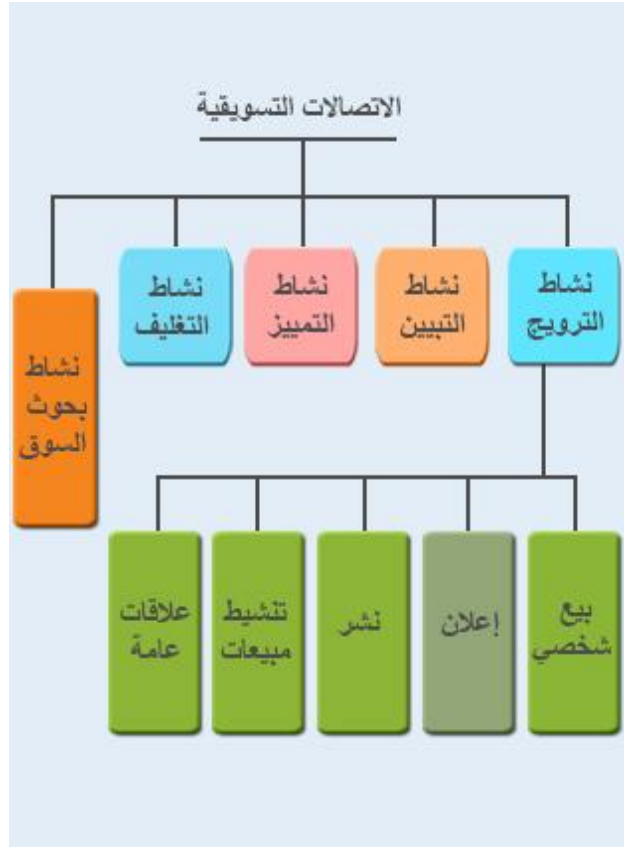 الاتصالات التسويقية
نشاط
الترويج
نشاط
التبيين
نشاط
التمييز
نشاط
التغليف
نشاط
بحوث
السوق
بيع
شخصي
إعلان
نشر
تنشيط
مبيعات
علاقات
عامة